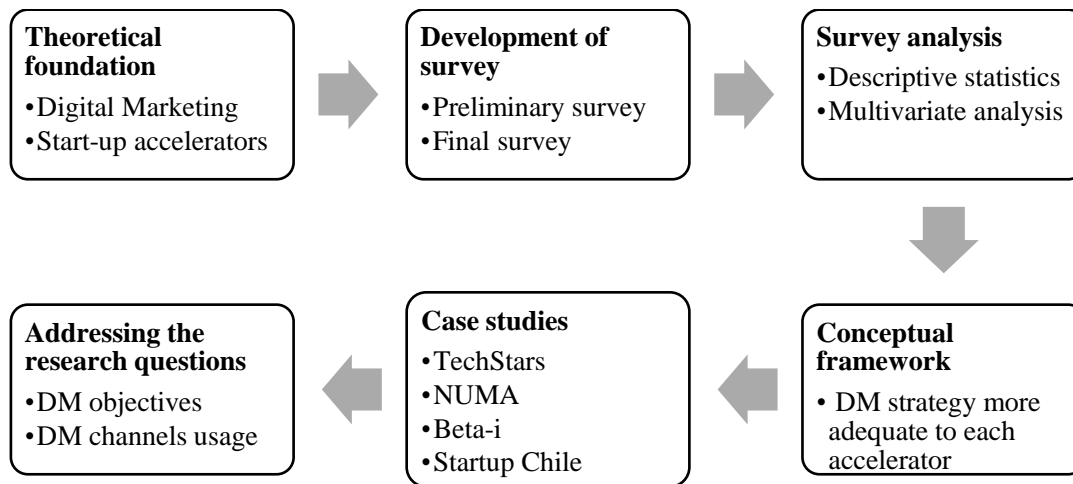 Theoretical
foundation
•Digital Marketing
•Start-up accelerators
Development of
survey
•Preliminary survey
•Final survey
Survey analysis
•Descriptive statistics
•Multivariate analysis
Conceptual
framework
• DM strategy more
adequate to each
accelerator
Case studies
•TechStars
•NUMA
•Beta-i
•Startup Chile
Addressing the
research questions
•DM objectives
•DM channels usage